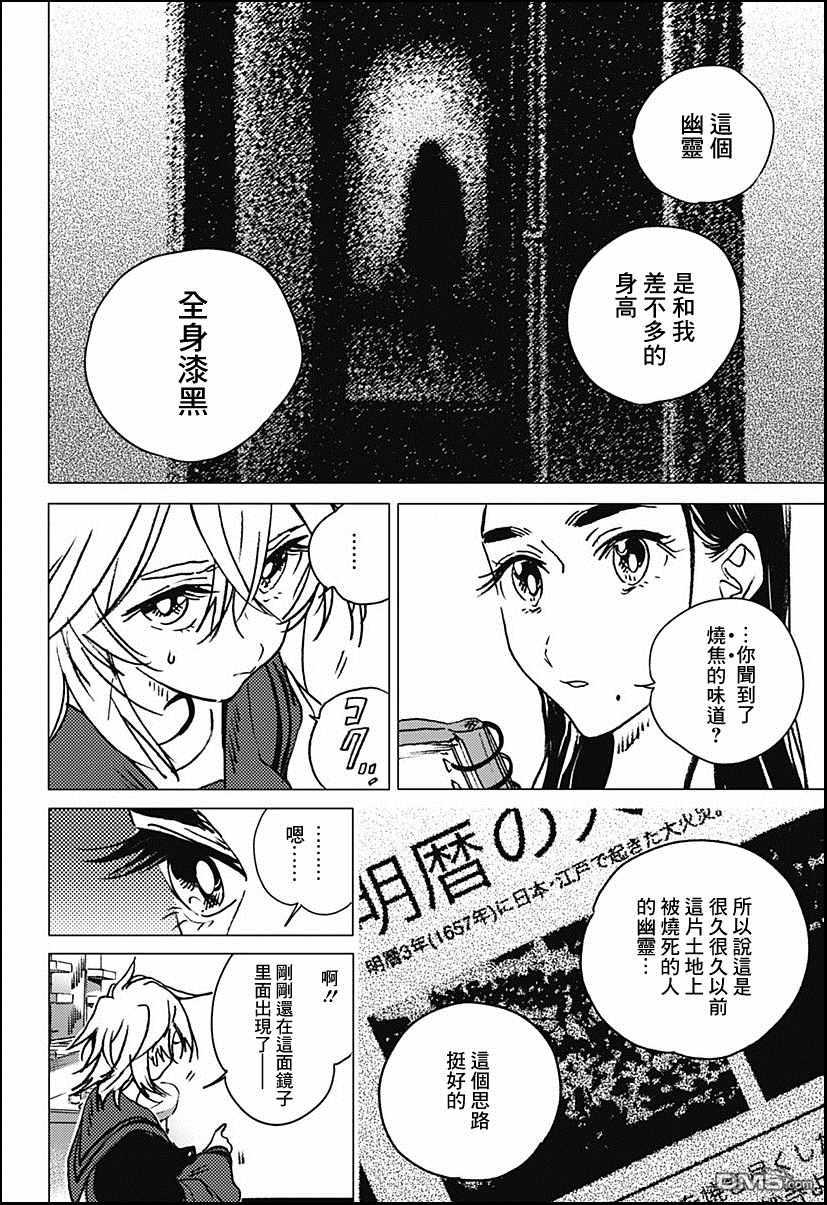 這個
幽靈
是和我
差不多的
身高
全身漆黑
…你聞到了
燒焦的味道?
……
コク
所以說這是
很久很久以前
這片土地上
被燒死的人
的幽靈…
明暦の大
明暦3年(1657年)に日本・江戸で起きた大火災。
這個思路
挺好的
……
嗯……
啊!!
剛剛還在這面鏡子
里面出現了——
DM5.com